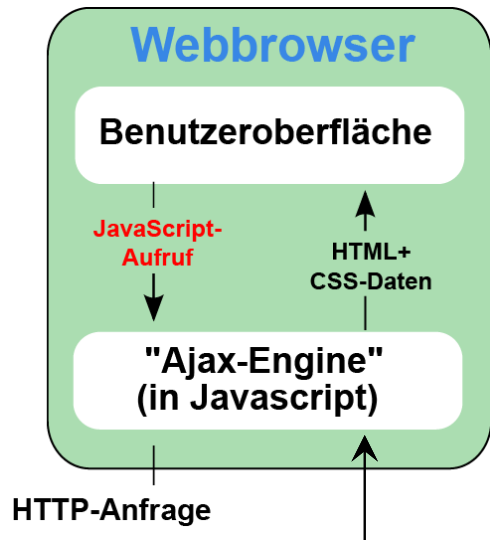 Webbrowser
Benutzeroberfläche
JavaScript-
Aufruf
HTML+
CSS-Daten
"Ajax-Engine"
(in Javascript)
HTTP-Anfrage